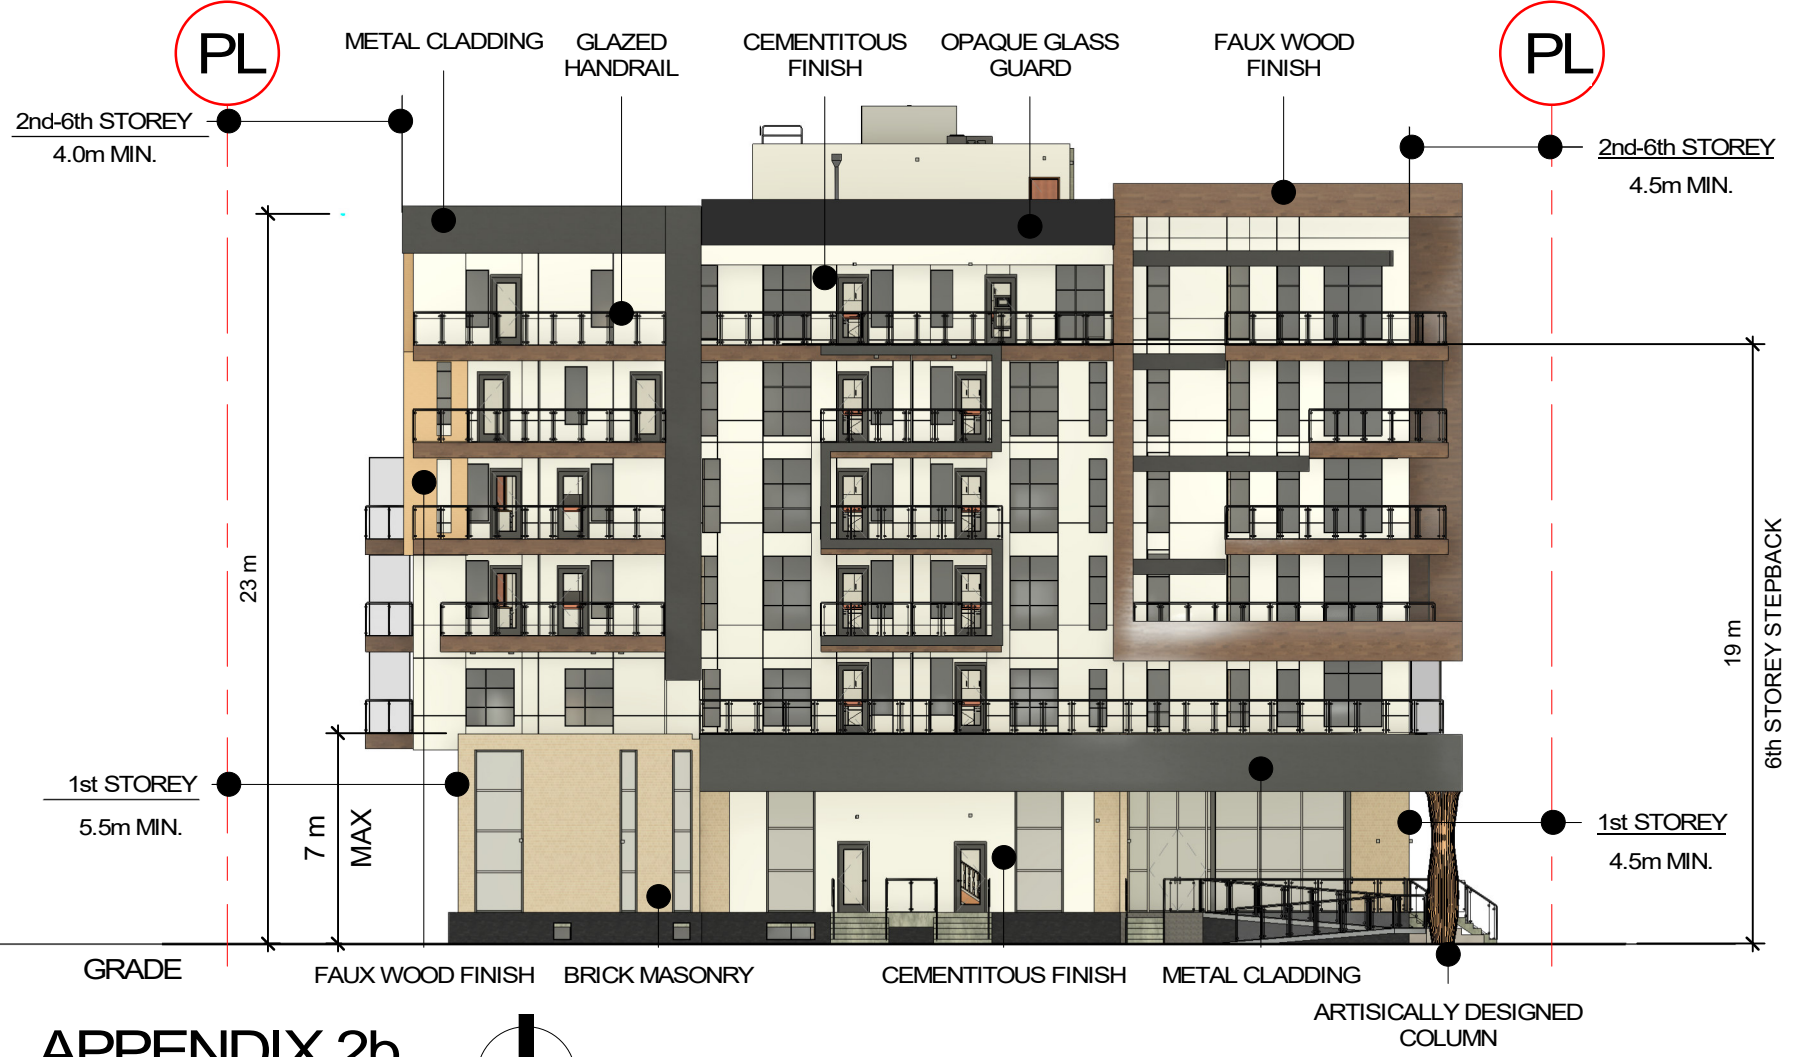 PL
PL
METAL CLADDING
GLAZED
HANDRAIL
CEMENTITOUS
FINISH
OPAQUE GLASS
GUARD
FAUX WOOD
FINISH
2nd-6th STOREY
4.0m MIN.
2nd-6th STOREY
4.5m MIN.
23 m
19 m
6th STOREY STEPBACK
1st STOREY
5.5m MIN.
7 m
MAX
1st STOREY
4.5m MIN.
GRADE
FAUX WOOD FINISH
BRICK MASONRY
CEMENTITOUS FINISH
METAL CLADDING
ARTISICALLY DESIGNED
COLUMN
APPENDIX 2b